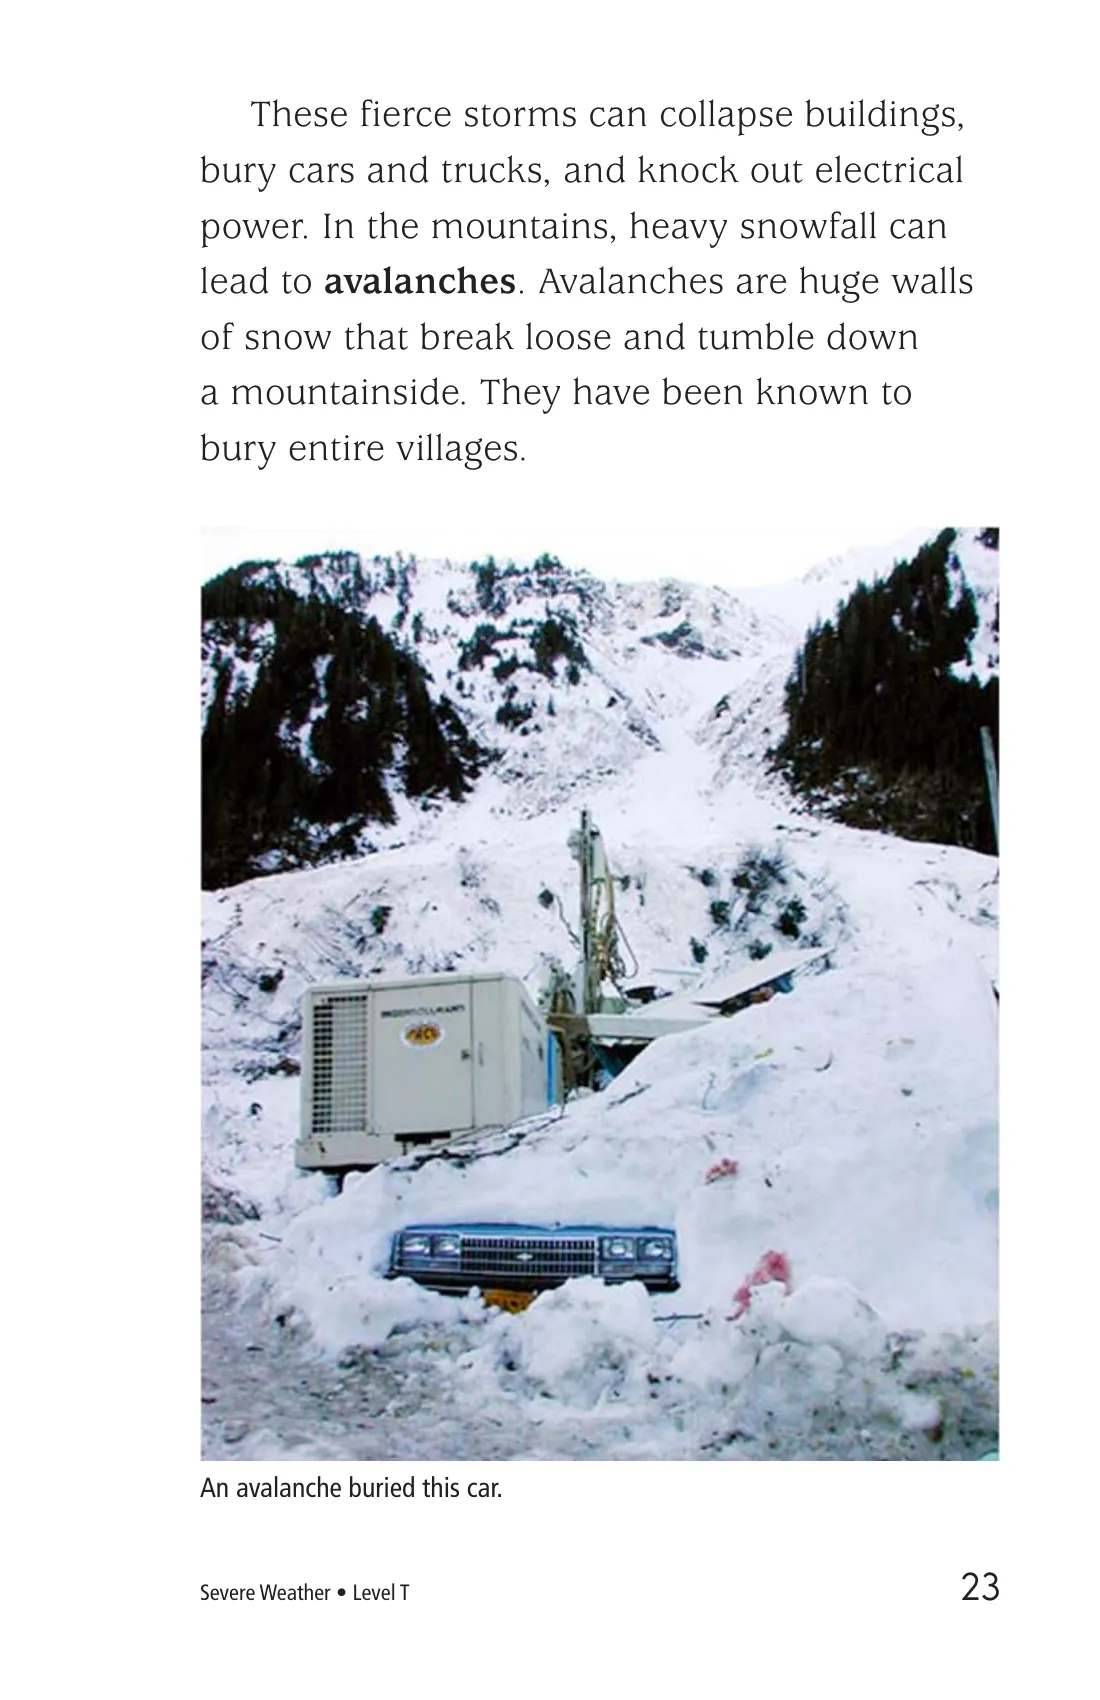 These fierce storms can collapse buildings,
bury cars and trucks, and knock out electrical
power. In the mountains, heavy snowfall can
lead to avalanches. Avalanches are huge walls
of snow that break loose and tumble down
a mountainside. They have been known to
bury entire villages.
An avalanche buried this car.
Severe Weather • Level T
23